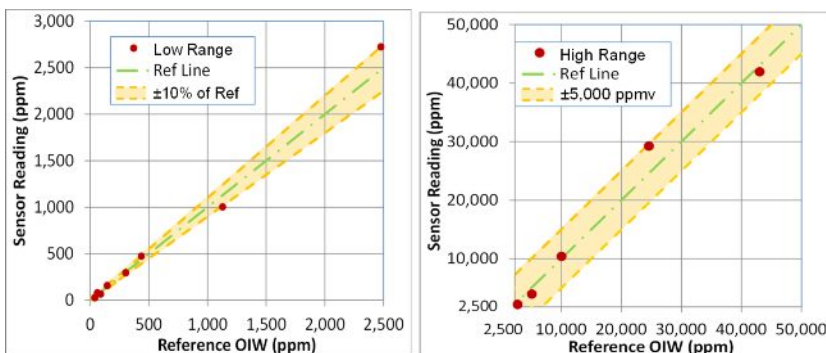 3,000
2,500
2,000
1,500
1,000
500
0
Sensor Reading (ppm)
Low Range
Ref Line
±10% of Ref
0 500 1,000 1,500 2,000 2,500
Reference OIW (ppm)
50,000
40,000
30,000
20,000
10,000
2,500
Sensor Reading (ppm)
High Range
Ref Line
±5,000 ppmv
2,500 10,000 20,000 30,000 40,000 50,000
Reference OIW (ppm)